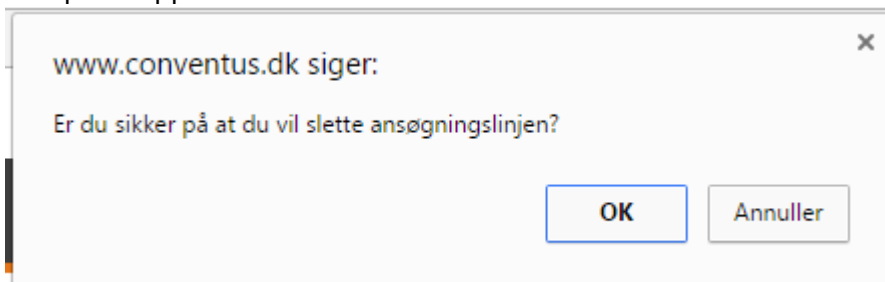 www.conventus.dk siger:
Er du sikker på at du vil slette ansøgningslinjen?
OK
Annuller